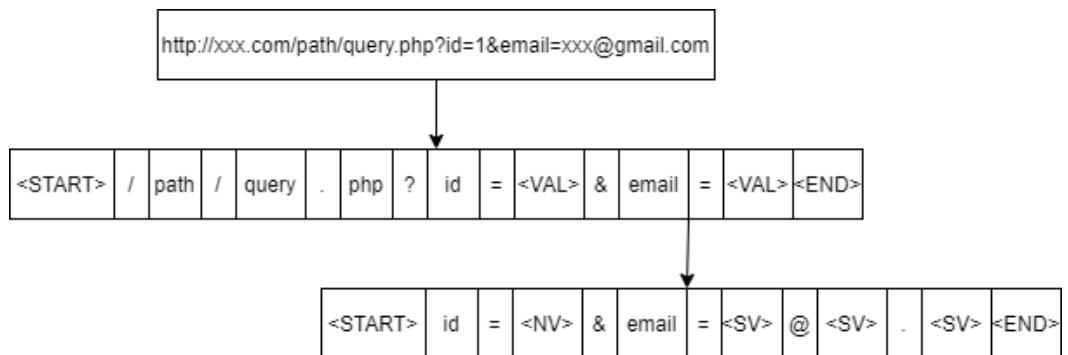 http://xxx.com/path/query.php?id=1&email=xxx@gmail.com
<START> / path / query . php ? id = <VAL> & email = <VAL> <END>
<START> id = <NV> & email = <SV> @ <SV> . <SV> <END>